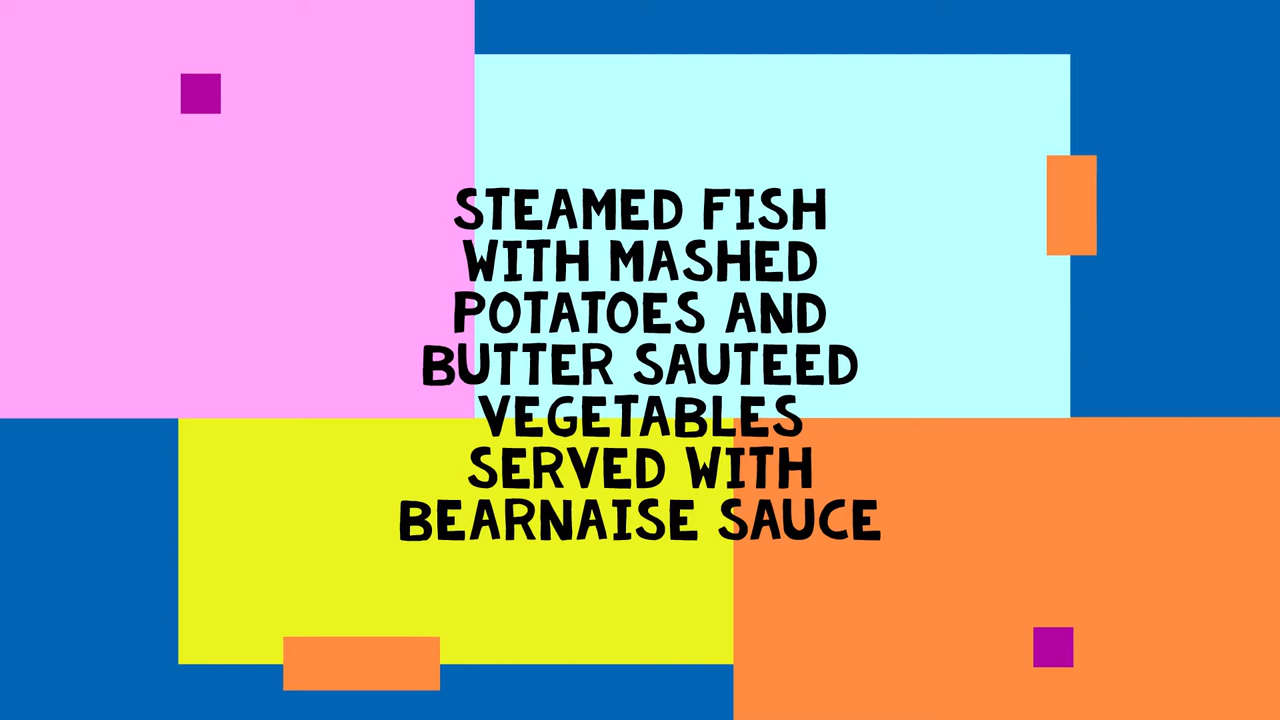 STEAMED FISH
WITH MASHED
POTATOES AND
BUTTER SAUTEED
VEGETABLES
SERVED WITH
BEARNAISE SAUCE